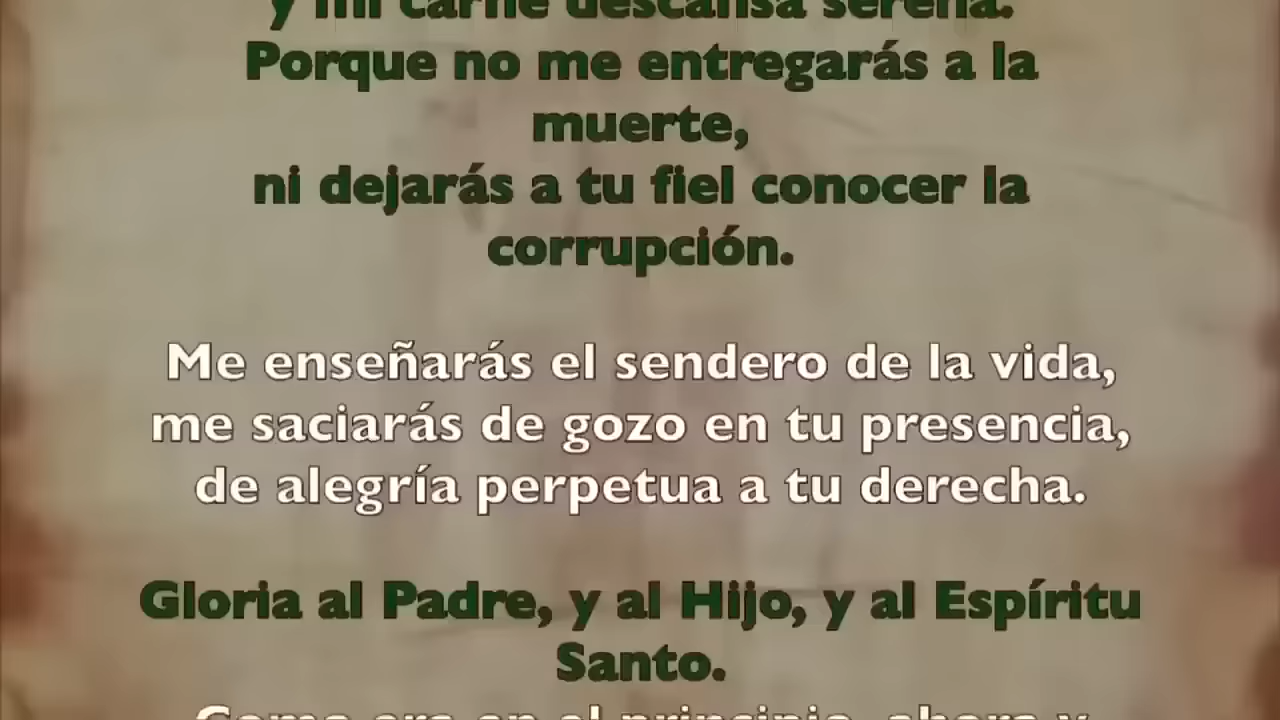 y mi carne descansa serena.
Porque no me entregarás a la
muerte,
ni dejarás a tu fiel conocer la
corrupción.
Me enseñarás el sendero de la vida,
me saciarás de gozo en tu presencia,
de alegría perpetua a tu derecha.
Gloria al Padre, y al Hijo, y al Espíritu
Santo.
Como era en el principio, ahora y